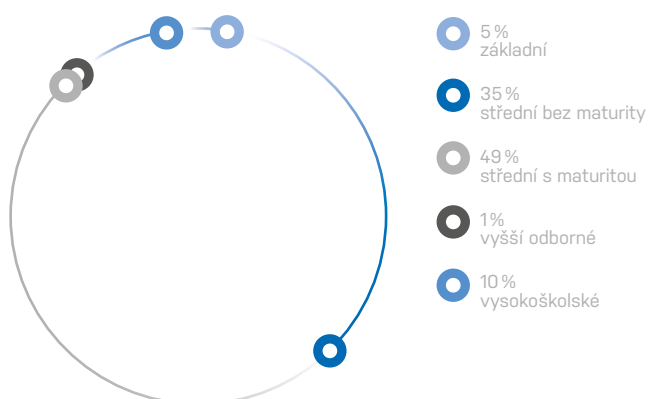 5 %
základní
35 %
střední bez maturity
49 %
střední s maturitou
1 %
vyšší odborné
10 %
vysokoškolské